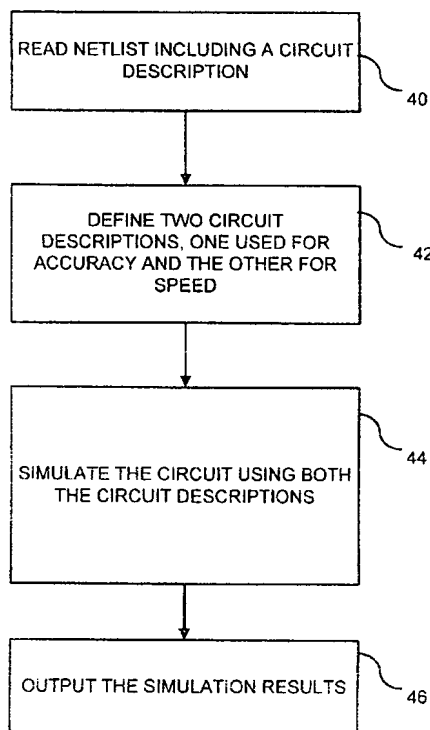 READ NETLIST INCLUDING A CIRCUIT
DESCRIPTION
40
DEFINE TWO CIRCUIT
DESCRIPTIONS, ONE USED FOR
ACCURACY AND THE OTHER FOR
SPEED
42
SIMULATE THE CIRCUIT USING BOTH
THE CIRCUIT DESCRIPTIONS
44
OUTPUT THE SIMULATION RESULTS
46